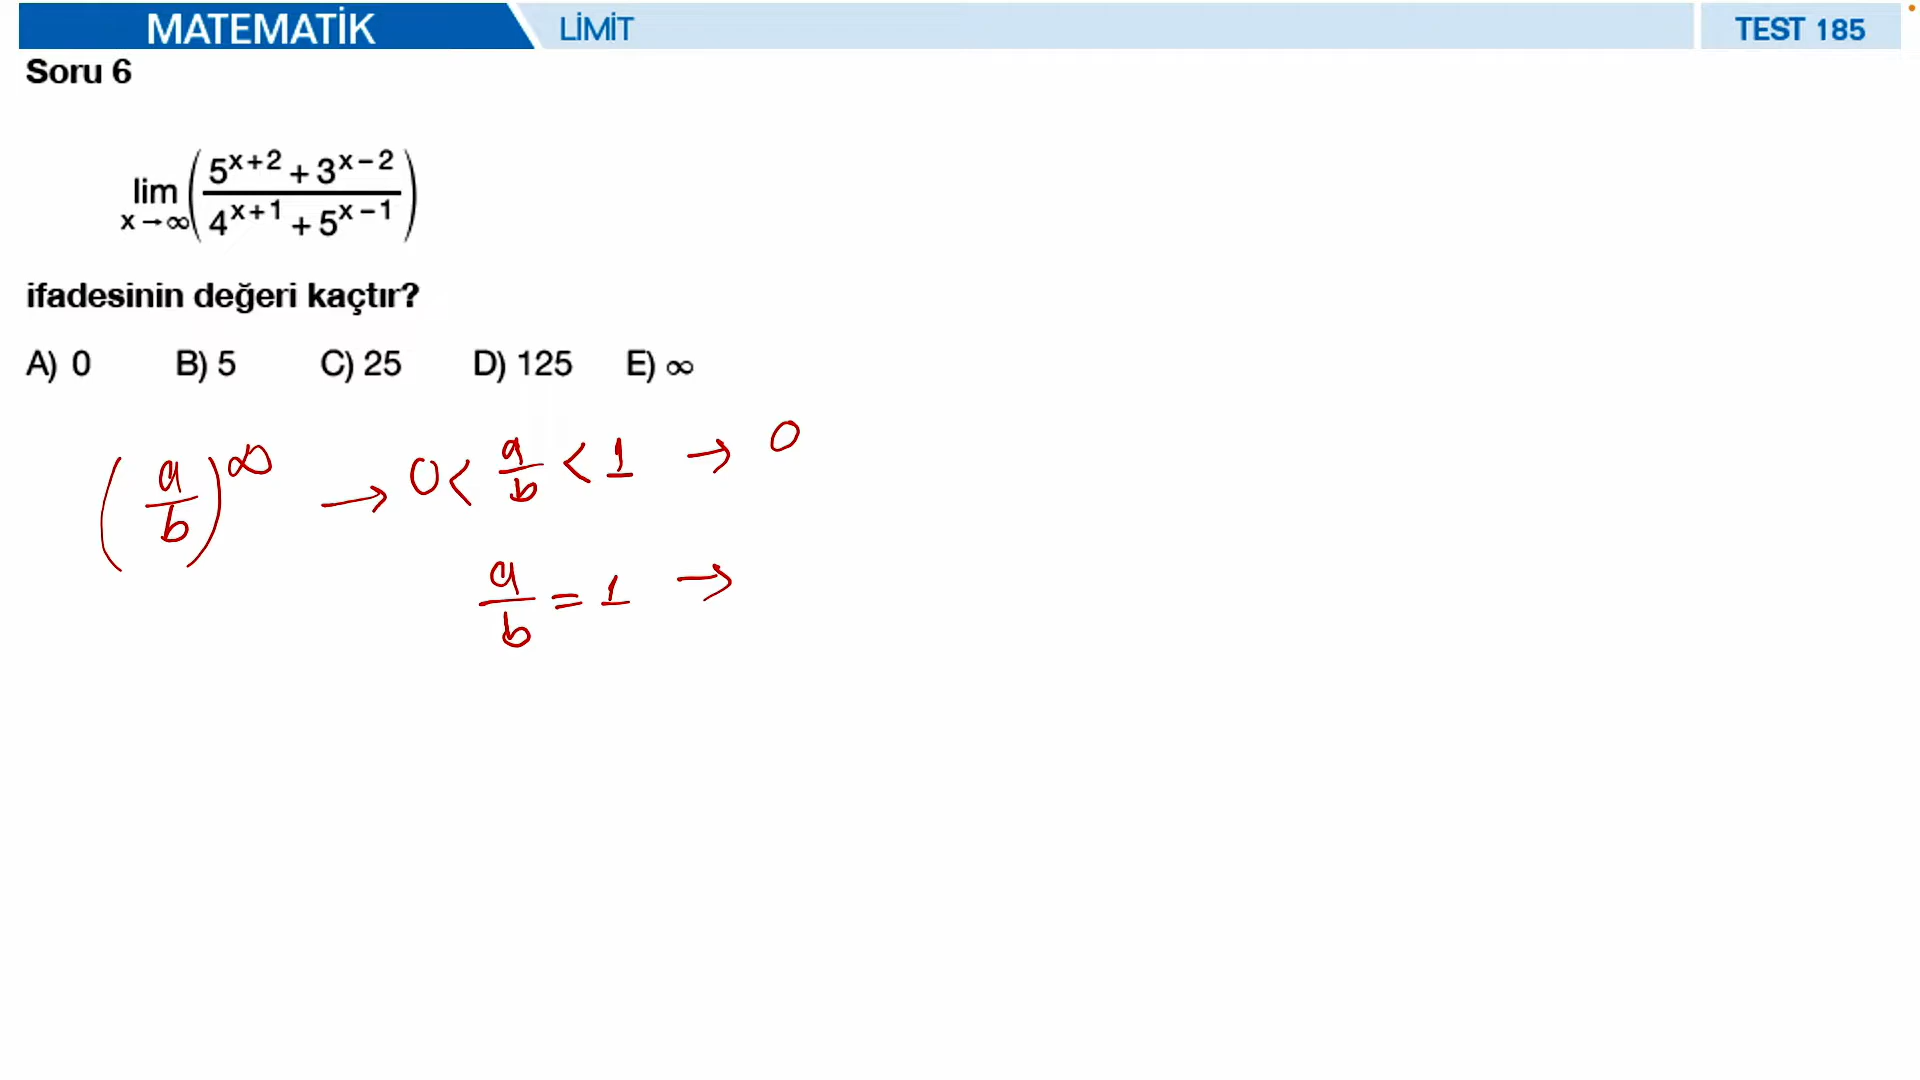 MATEMATİK LİMİT TEST 185
Soru 6
lim x→∞ ( (5^(x+2) + 3^(x−2)) / (4^(x+1) + 5^(x−1)) )
ifadesinin değeri kaçtır?
A) 0 B) 5 C) 25 D) 125 E) ∞
(a/b)^∞ → 0 < a/b < 1 → 0
a/b = 1 →